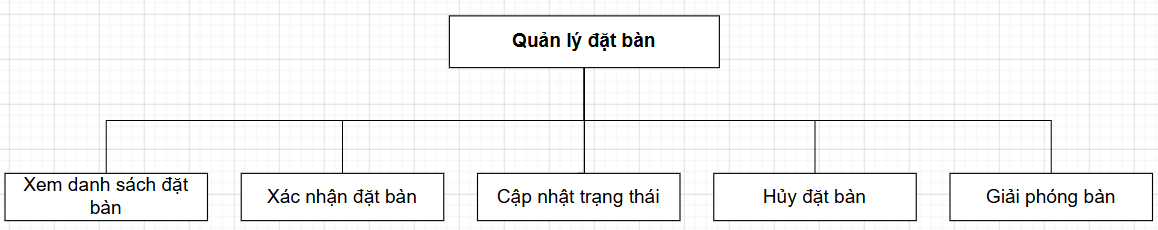 Quản lý đặt bàn
Xem danh sách đặt
bàn
Xác nhận đặt bàn
Cập nhật trạng thái
Hủy đặt bàn
Giải phóng bàn